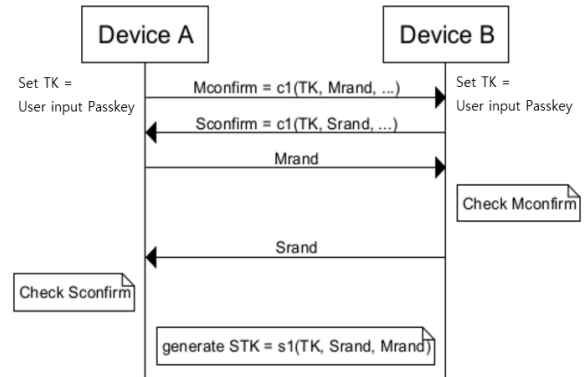 Device A
Device B
Set TK =
User input Passkey
Set TK =
User input Passkey
Mconfirm = c1(TK, Mrand, ...)
Sconfirm = c1(TK, Srand, ...)
Mrand
Check Mconfirm
Srand
Check Sconfirm
generate STK = s1(TK, Srand, Mrand)